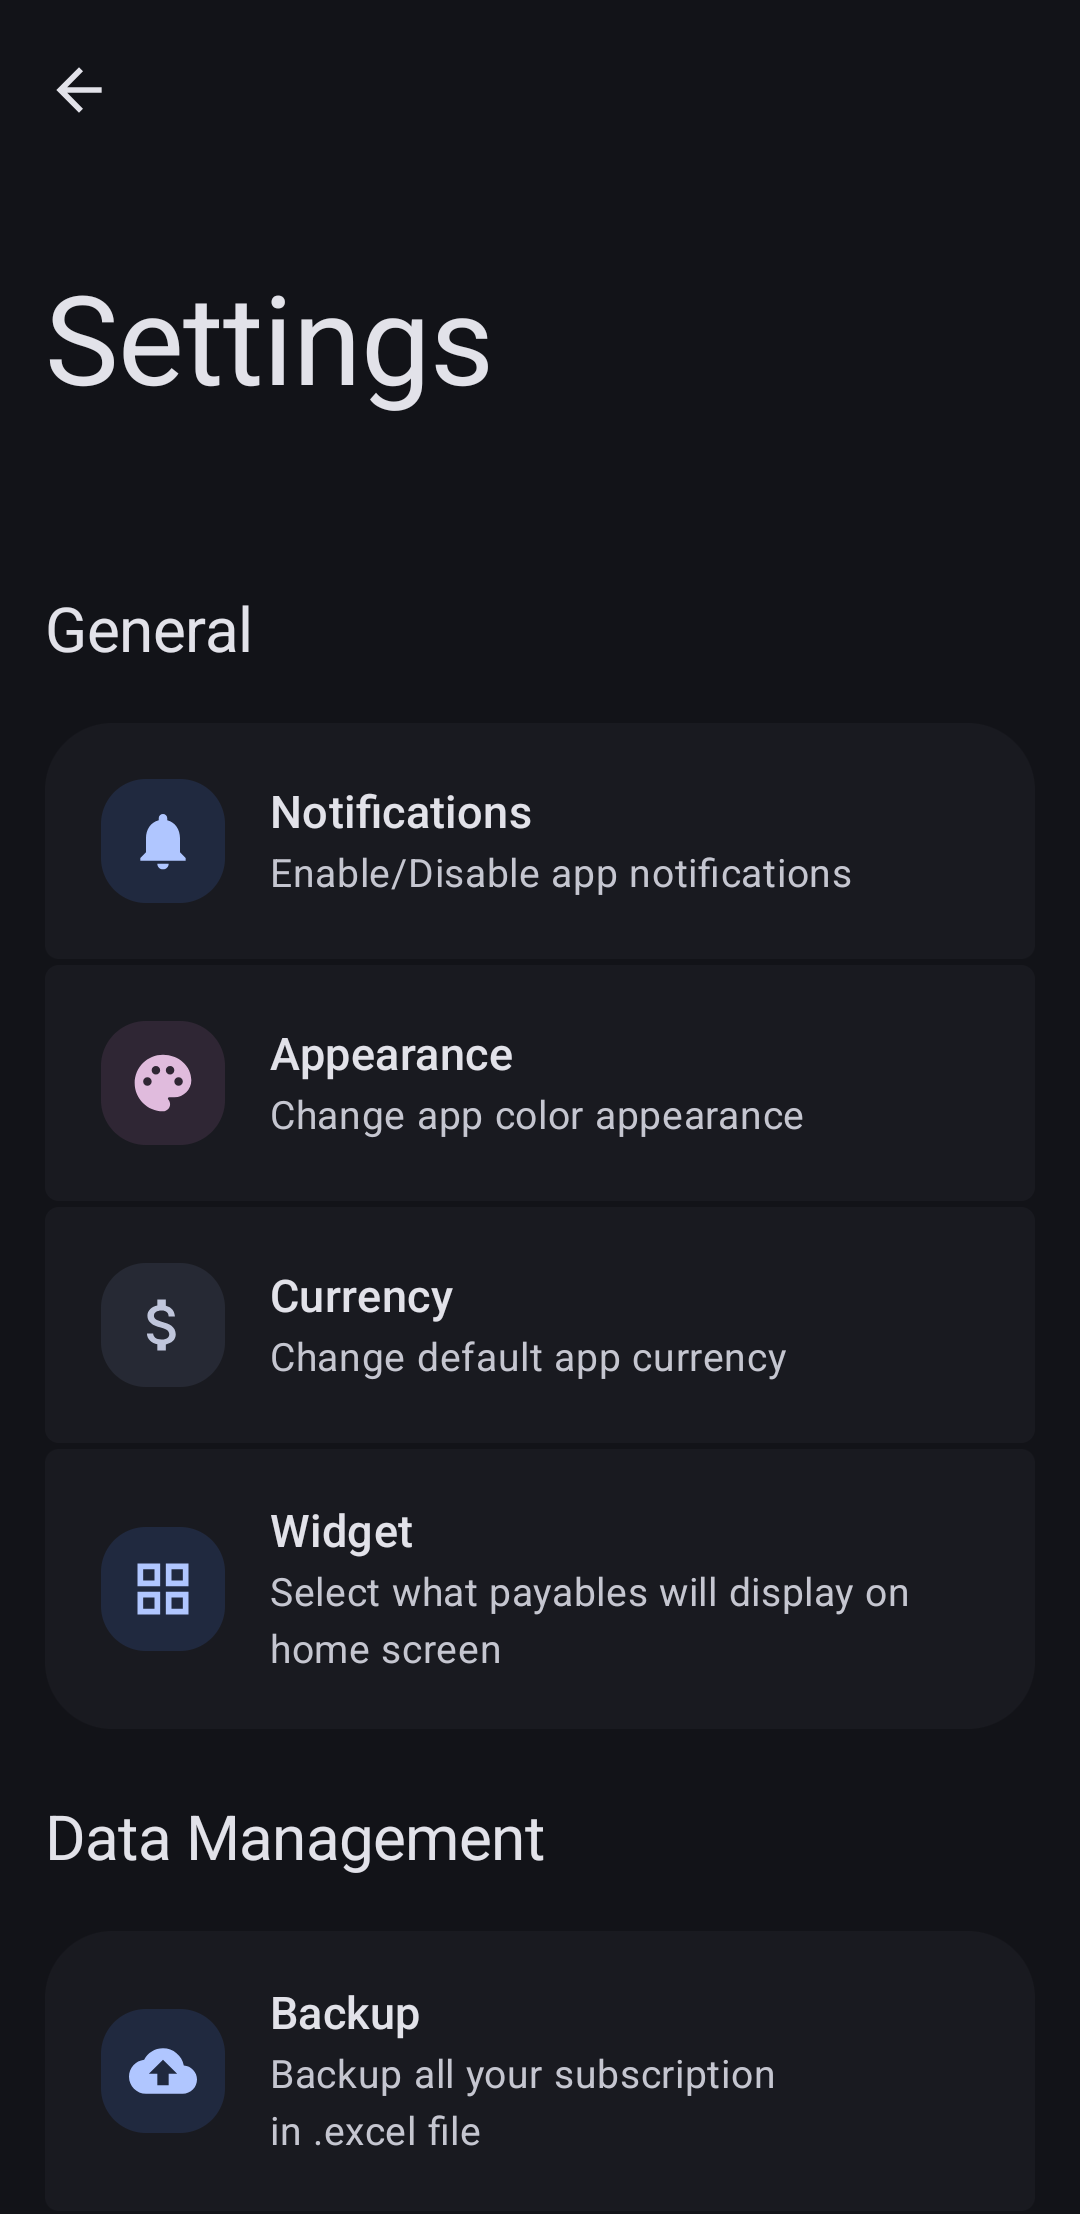 Settings
General
Notifications
Enable/Disable app notifications
Appearance
Change app color appearance
Currency
Change default app currency
Widget
Select what payables will display on
home screen
Data Management
Backup
Backup all your subscription
in .excel file